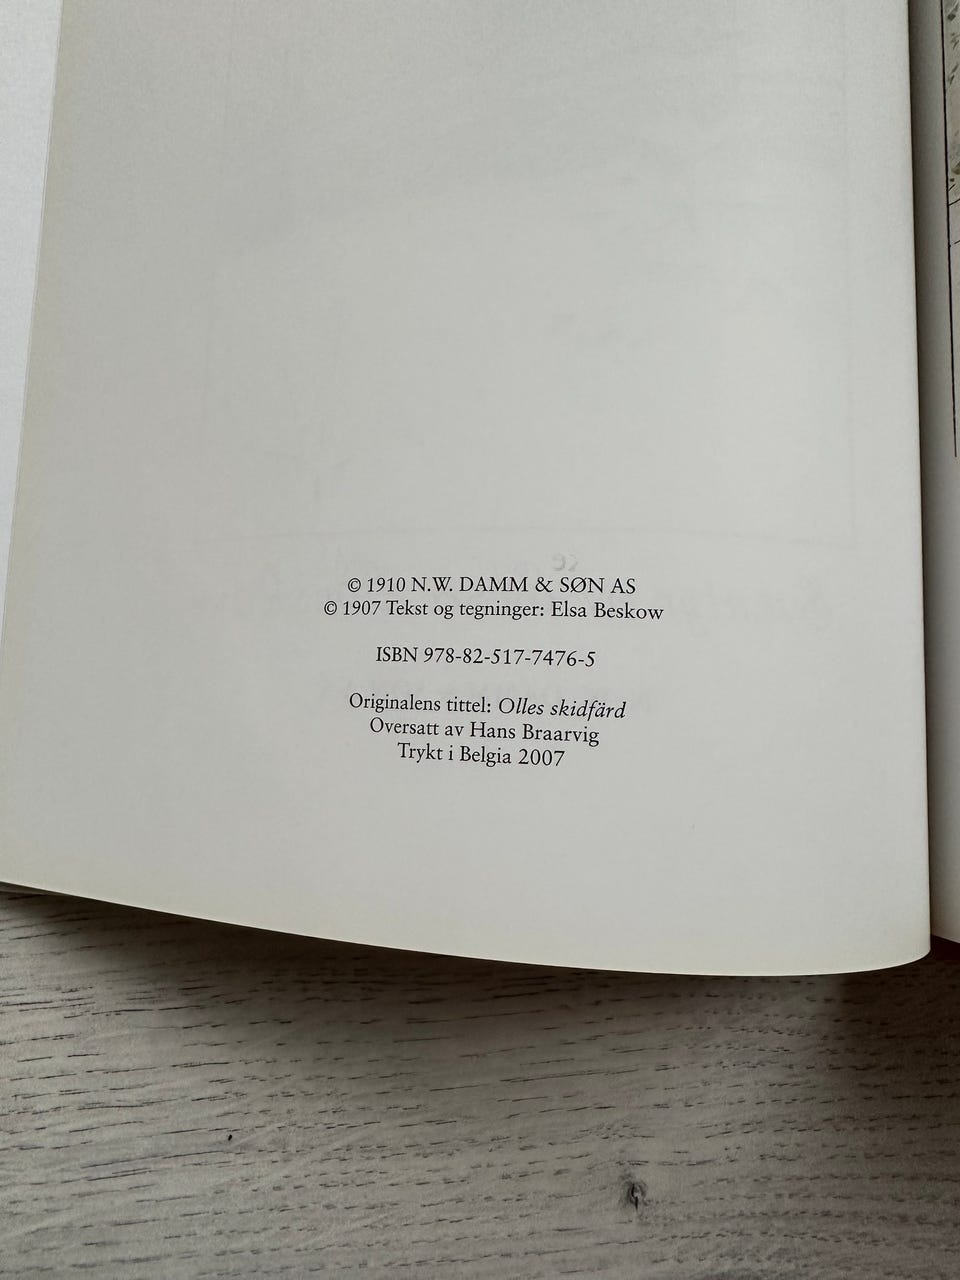 © 1910 N.W. DAMM & SØN AS
© 1907 Tekst og tegninger: Elsa Beskow
ISBN 978-82-517-7476-5
Originalens tittel: Olles skidfärd
Oversatt av Hans Braarvig
Trykt i Belgia 2007